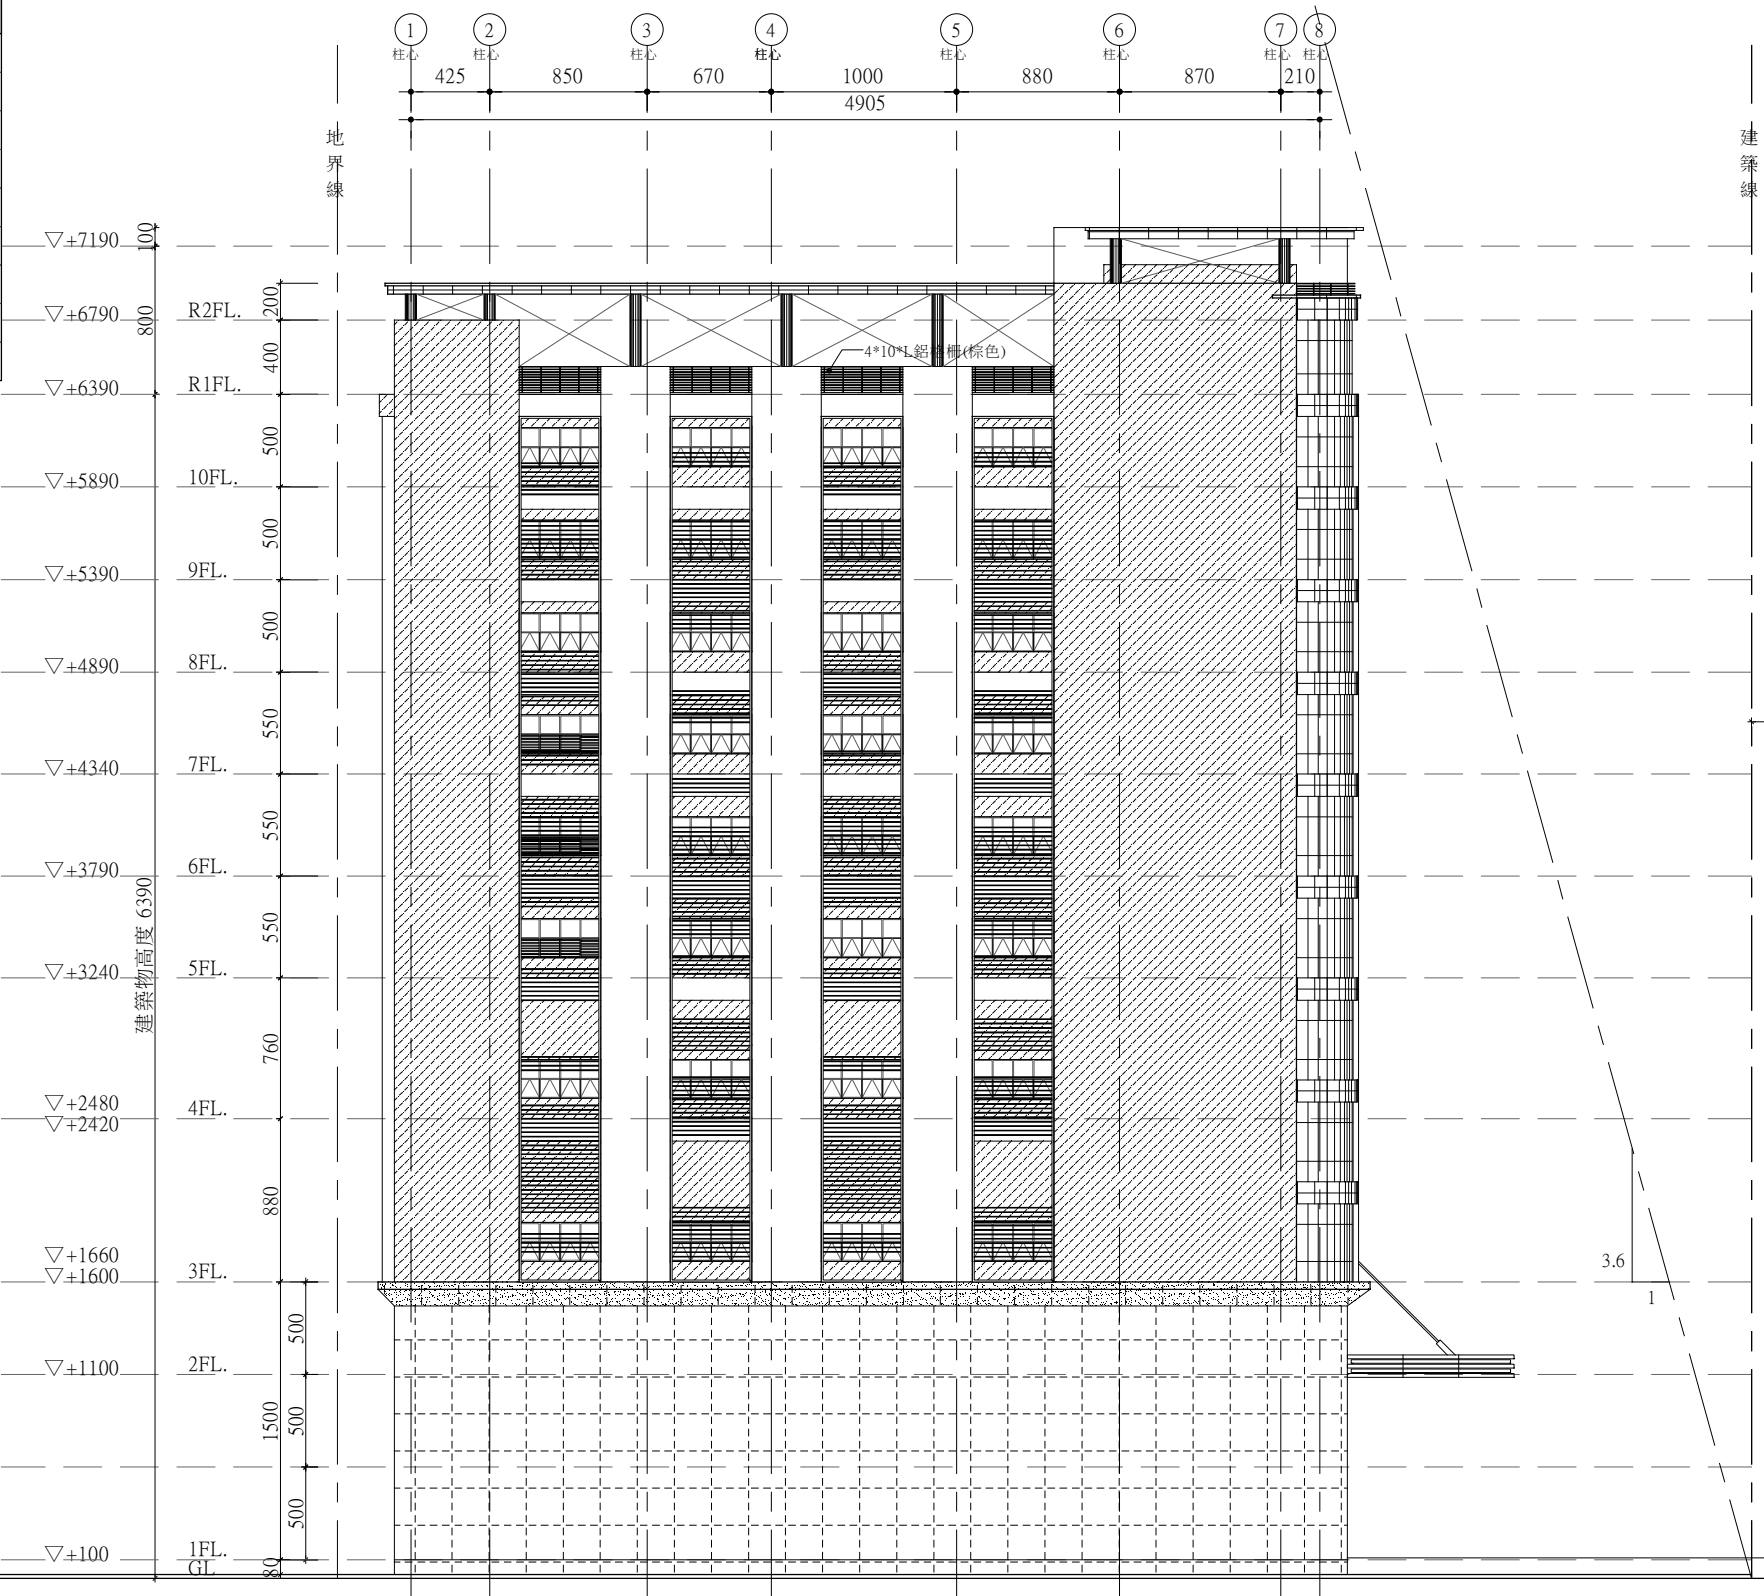 1 2 3 4 5 6 7 8
柱心 柱心 柱心 柱心 柱心 柱心 柱心 柱心
425 850 670 1000 880 870 210
4905
地界線
建築線
▽+7190
100
▽+6790 R2FL.
200
800
400
4*10*L鋁格柵(棕色)
▽+6390 R1FL.
500
▽+5890 10FL.
500
▽+5390 9FL.
500
▽+4890 8FL.
550
▽+4340 7FL.
550
▽+3790 6FL.
建築物高度 6390
550
▽+3240 5FL.
760
▽+2480 4FL.
▽+2420
880
▽+1660
▽+1600 3FL.
3.6
1
500
▽+1100 2FL.
1500
500
500
▽+100 1FL.
GL
80